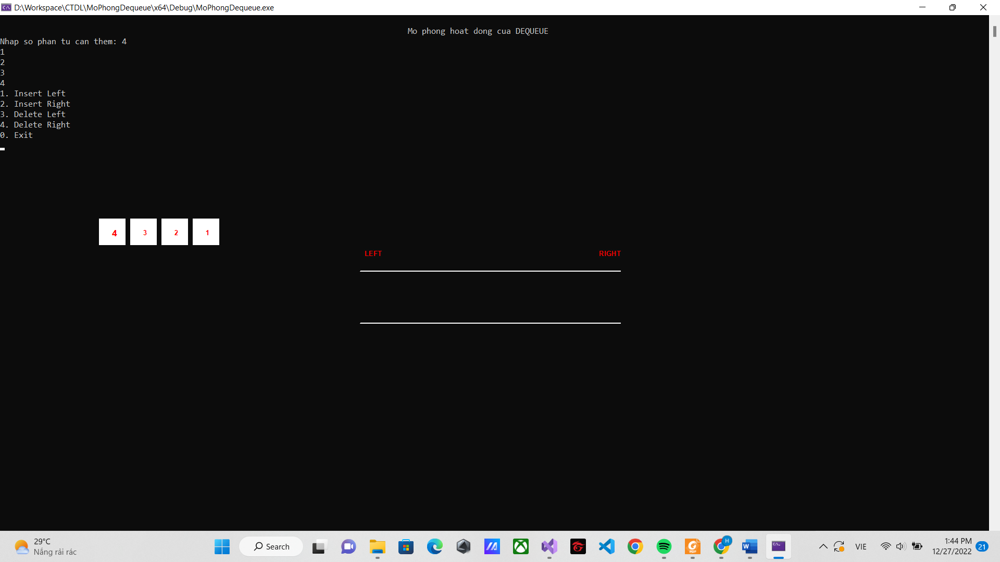 D:\Workspace\CTDL\MoPhongDequeue\x64\Debug\MoPhongDequeue.exe
Mo phong hoat dong cua DEQUEUE
Nhap so phan tu can them: 4
1
2
3
4
1. Insert Left
2. Insert Right
3. Delete Left
4. Delete Right
0. Exit
4 3 2 1
LEFT RIGHT
29°C
Nắng rải rác
Search
H
PDF
W
VIE
1:44 PM
12/27/2022
21